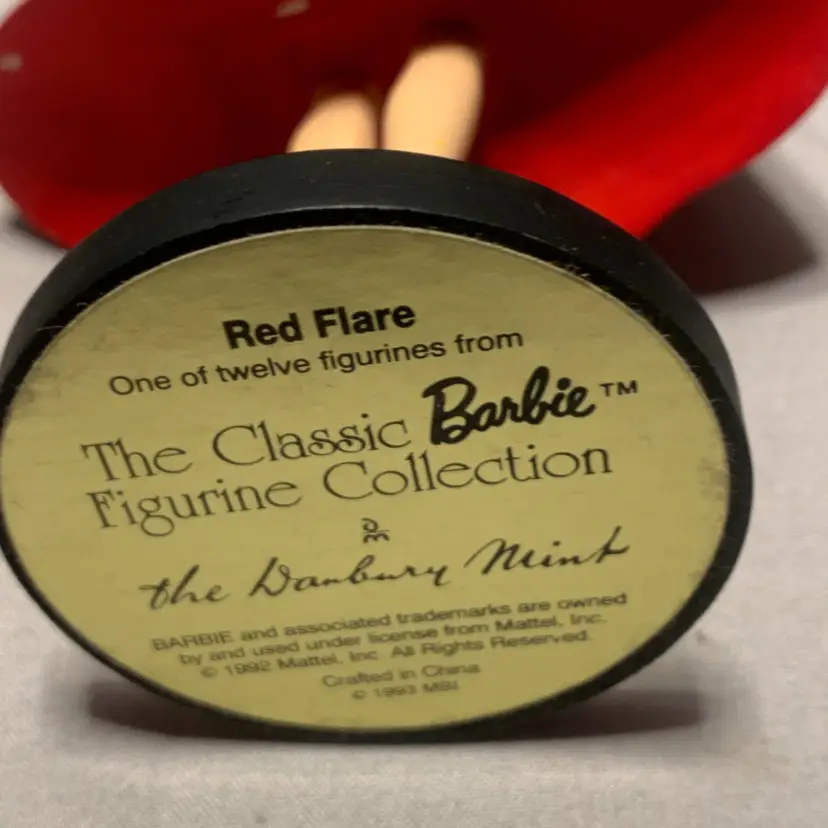 Red Flare
One of twelve figurines from
The Classic Barbie™
Figurine Collection
DM
the Danbury Mint
BARBIE and associated trademarks are owned
by and used under license from Mattel, Inc.
© 1992 Mattel, Inc. All Rights Reserved.
Crafted in China
© 1993 MBI